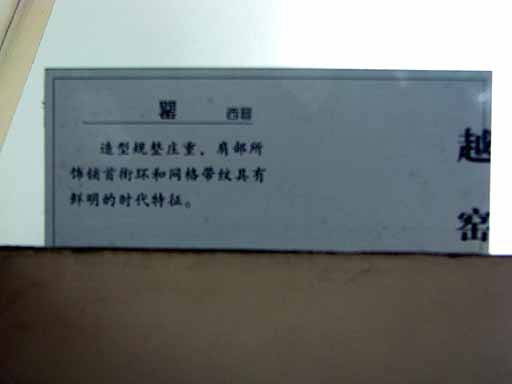 罍 西晋
造型规整庄重，肩部所
饰铺首衔环和网格带纹具有
鲜明的时代特征。
越窑